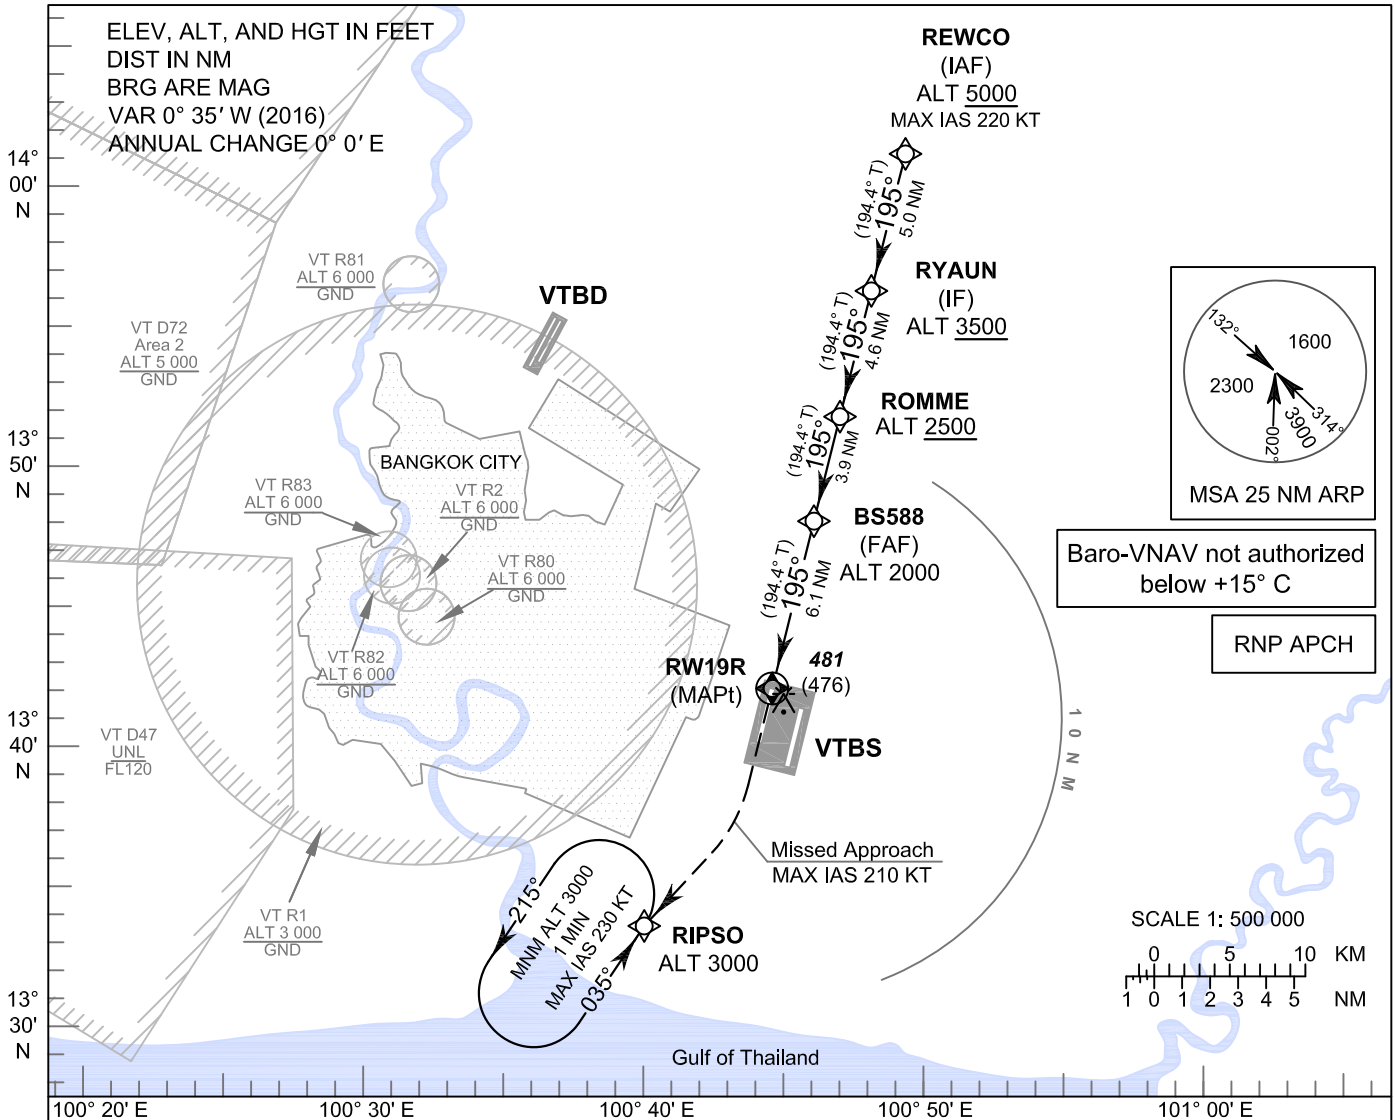 ELEV, ALT, AND HGT IN FEET
DIST IN NM
BRG ARE MAG
VAR 0° 35' W (2016)
ANNUAL CHANGE 0° 0' E
REWCO
(IAF)
ALT 5000
MAX IAS 220 KT
14°
00'
N
(194.4° T)
195°
5.0 NM
VT R81
ALT 6 000
GND
RYAUN
(IF)
ALT 3500
VTBD
VT D72
Area 2
ALT 5 000
GND
(194.4° T)
195°
4.6 NM
132°
1600
2300
3900
314°
002°
MSA 25 NM ARP
ROMME
ALT 2500
13°
50'
N
BANGKOK CITY
(194.4° T)
195°
3.9 NM
VT R83
ALT 6 000
GND
VT R2
ALT 6 000
GND
BS588
(FAF)
ALT 2000
Baro-VNAV not authorized
below +15° C
VT R80
ALT 6 000
GND
(194.4° T)
195°
6.1 NM
RNP APCH
VT R82
ALT 6 000
GND
RW19R
(MAPt)
481
(476)
13°
40'
N
VT D47
UNL
FL120
VTBS
10 NM
Missed Approach
MAX IAS 210 KT
VT R1
ALT 3 000
GND
215°
MNM ALT 3000
1 MIN
MAX IAS 230 KT
035°
RIPSO
ALT 3000
SCALE 1: 500 000
0 5 10 KM
1 0 1 2 3 4 5 NM
13°
30'
N
Gulf of Thailand
100° 20' E 100° 30' E 100° 40' E 100° 50' E 101° 00' E